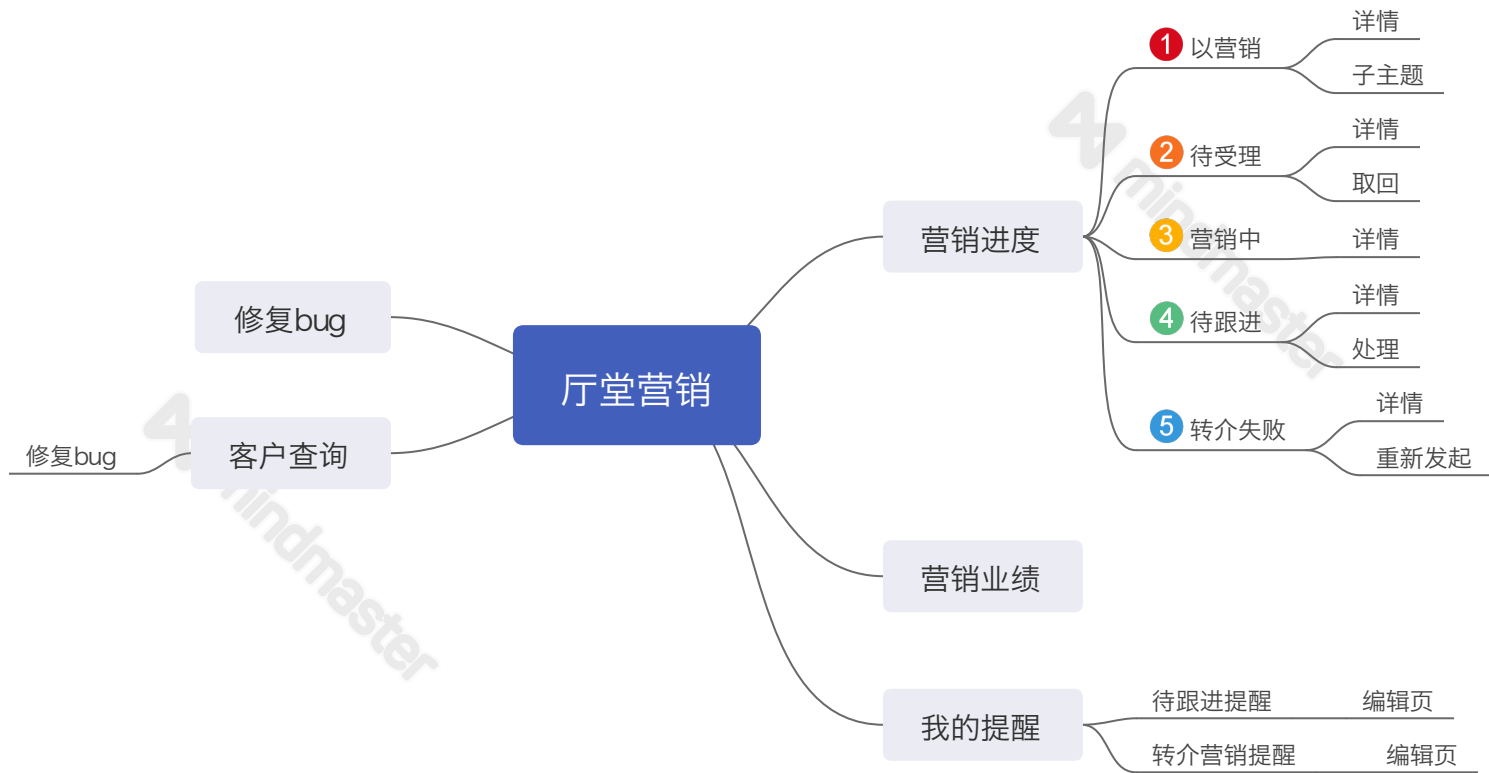 厅堂营销
营销进度
1 以营销
详情
子主题
2 待受理
详情
取回
3 营销中
详情
4 待跟进
详情
处理
5 转介失败
详情
重新发起
营销业绩
我的提醒
待跟进提醒
编辑页
转介营销提醒
编辑页
修复bug
客户查询
修复bug
mindmaster
mindmaster